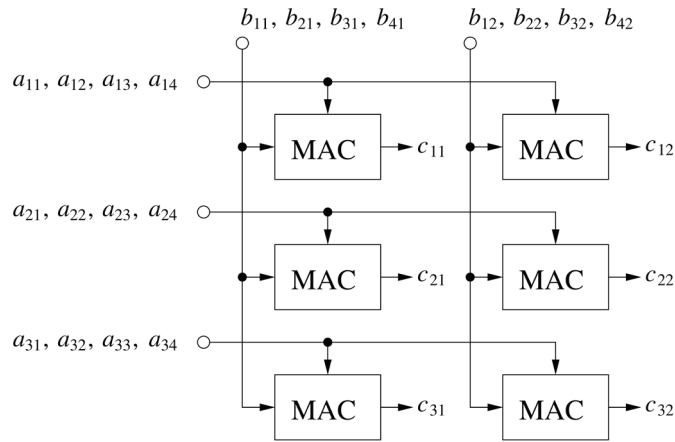 b11, b21, b31, b41 b12, b22, b32, b42
a11, a12, a13, a14
MAC c11 MAC c12
a21, a22, a23, a24
MAC c21 MAC c22
a31, a32, a33, a34
MAC c31 MAC c32